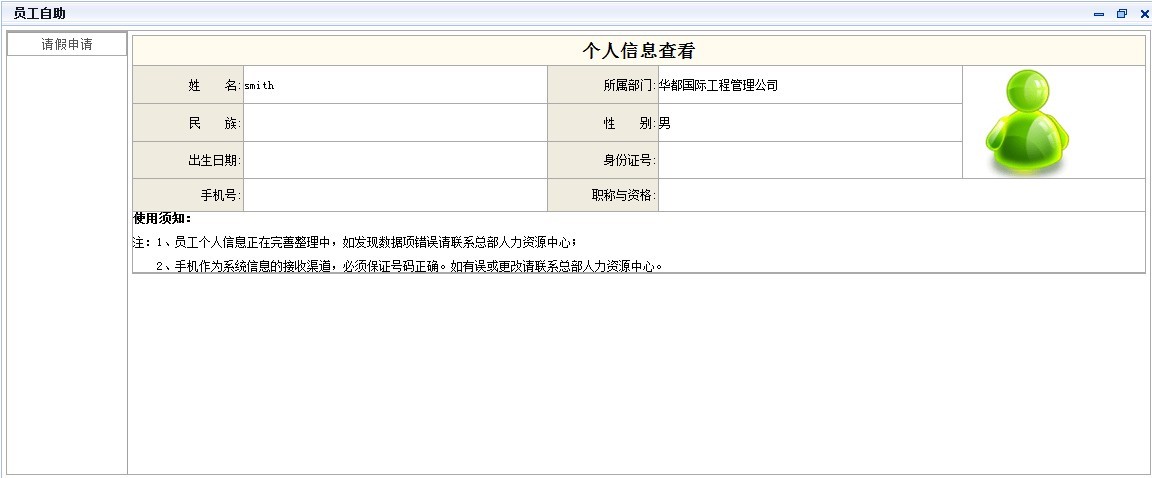 员工自助
请假申请
个人信息查看
姓　　名:smith 所属部门:华都国际工程管理公司
民　　族: 性　　别:男
出生日期: 身份证号:
手机号: 职称与资格:
使用须知：
注：1、员工个人信息正在完善整理中，如发现数据项错误请联系总部人力资源中心；
2、手机作为系统信息的接收渠道，必须保证号码正确。如有误或更改请联系总部人力资源中心。